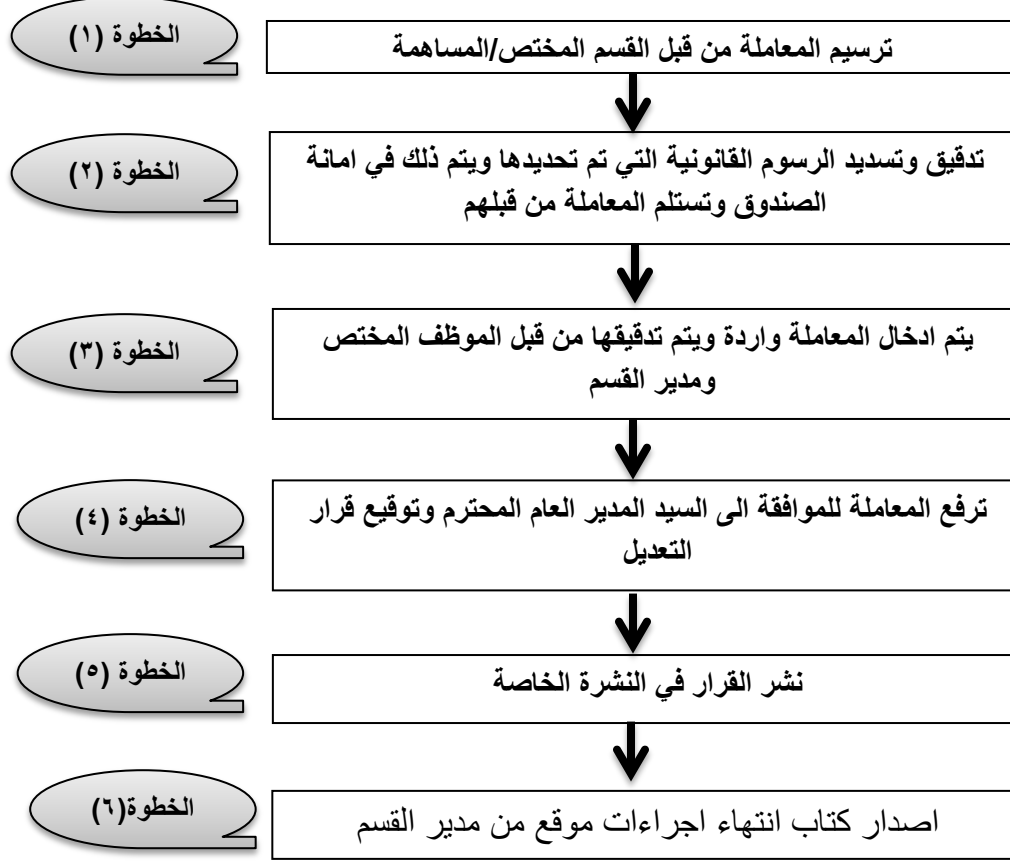 الخطوة (١)
ترسيم المعاملة من قبل القسم المختص/المساهمة
الخطوة (٢)
تدقيق وتسديد الرسوم القانونية التي تم تحديدها ويتم ذلك في امانة
الصندوق وتستلم المعاملة من قبلهم
الخطوة (٣)
يتم ادخال المعاملة واردة ويتم تدقيقها من قبل الموظف المختص
ومدير القسم
الخطوة (٤)
ترفع المعاملة للموافقة الى السيد المدير العام المحترم وتوقيع قرار
التعديل
الخطوة (٥)
نشر القرار في النشرة الخاصة
الخطوة(٦)
اصدار كتاب انتهاء اجراءات موقع من مدير القسم